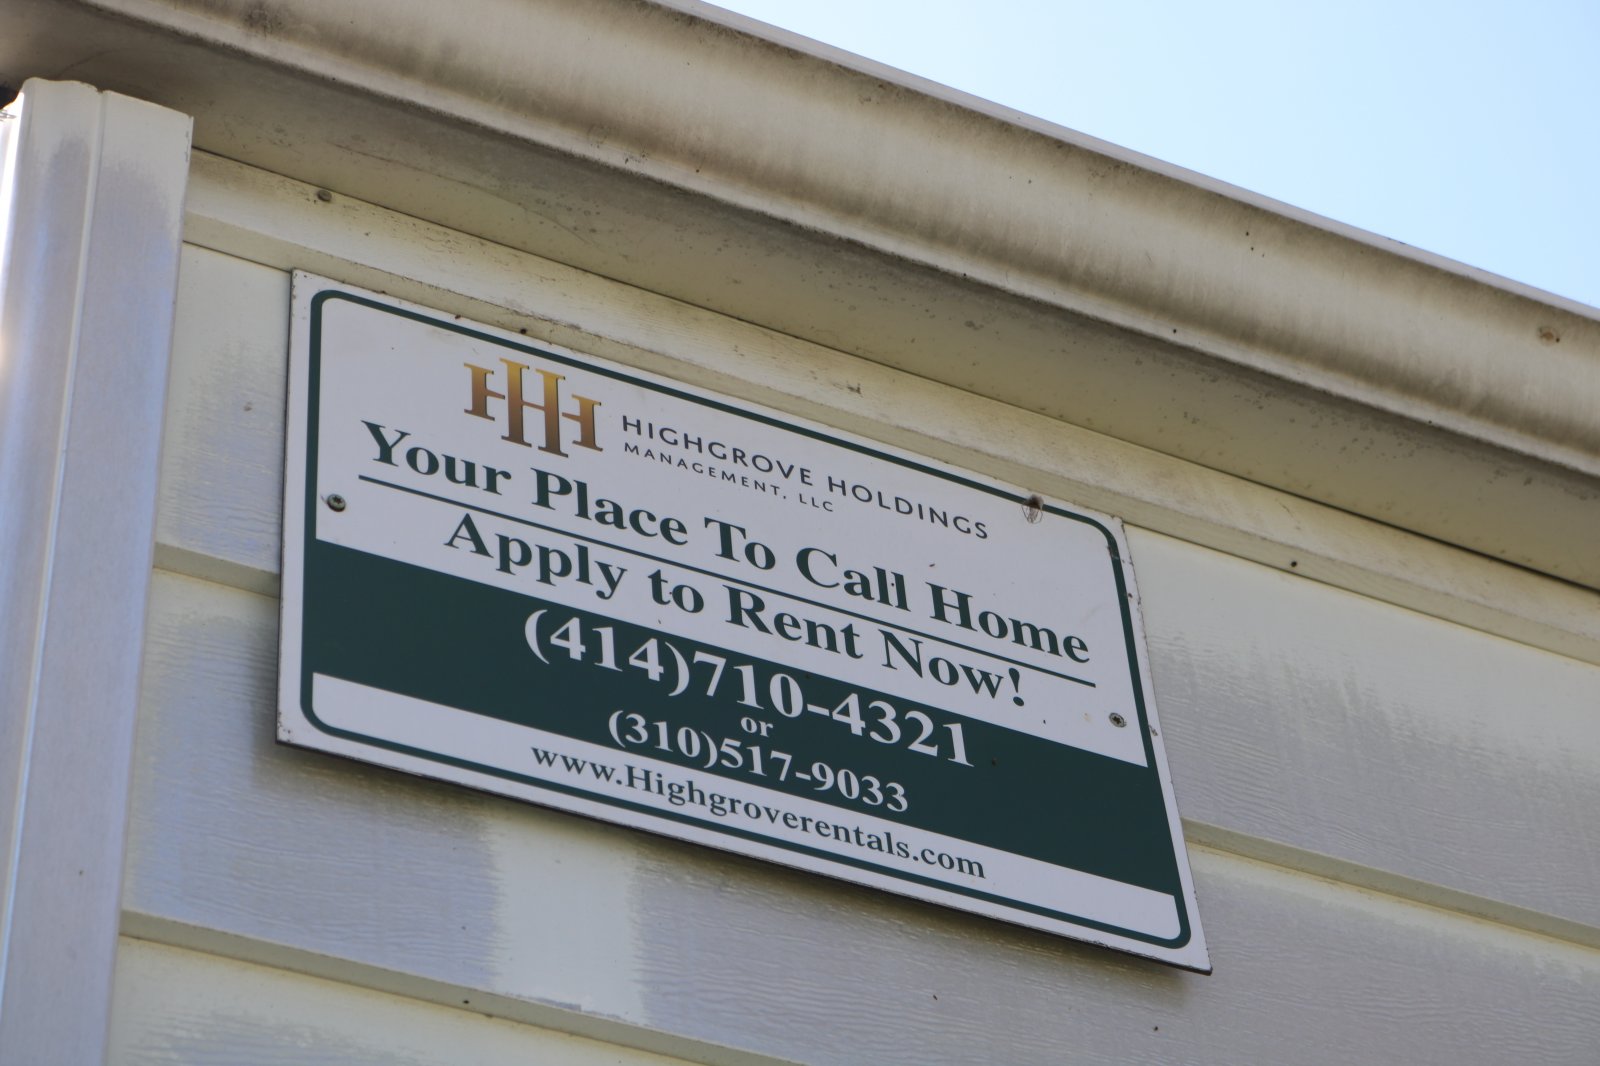 HIGHGROVE HOLDINGS
MANAGEMENT, LLC
Your Place To Call Home
Apply to Rent Now!
(414)710-4321
or
(310)517-9033
www.Highgroverentals.com